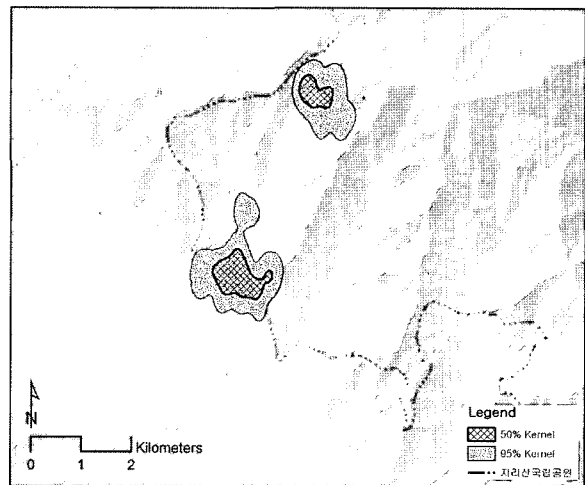 N
Kilometers
0 1 2
Legend
50% Kernel
95% Kernel
지리산국립공원